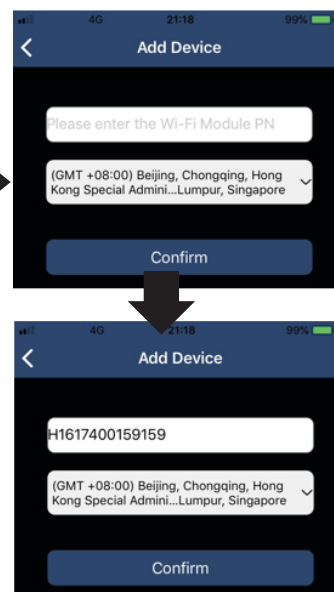 4G 21:18 99%
Add Device
Please enter the Wi-Fi Module PN
(GMT +08:00) Beijing, Chongqing, Hong
Kong Special Admini...Lumpur, Singapore
Confirm
4G 21:18 99%
Add Device
H1617400159159
(GMT +08:00) Beijing, Chongqing, Hong
Kong Special Admini...Lumpur, Singapore
Confirm